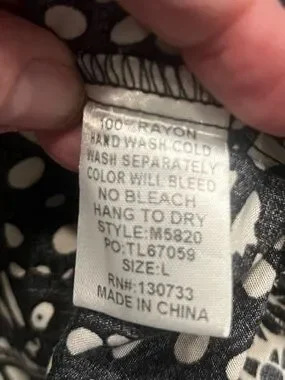 100% RAYON
HAND WASH COLD
WASH SEPARATELY
COLOR WILL BLEED
NO BLEACH
HANG TO DRY
STYLE:M5820
PO:TL67059
SIZE:L
RN#:130733
MADE IN CHINA